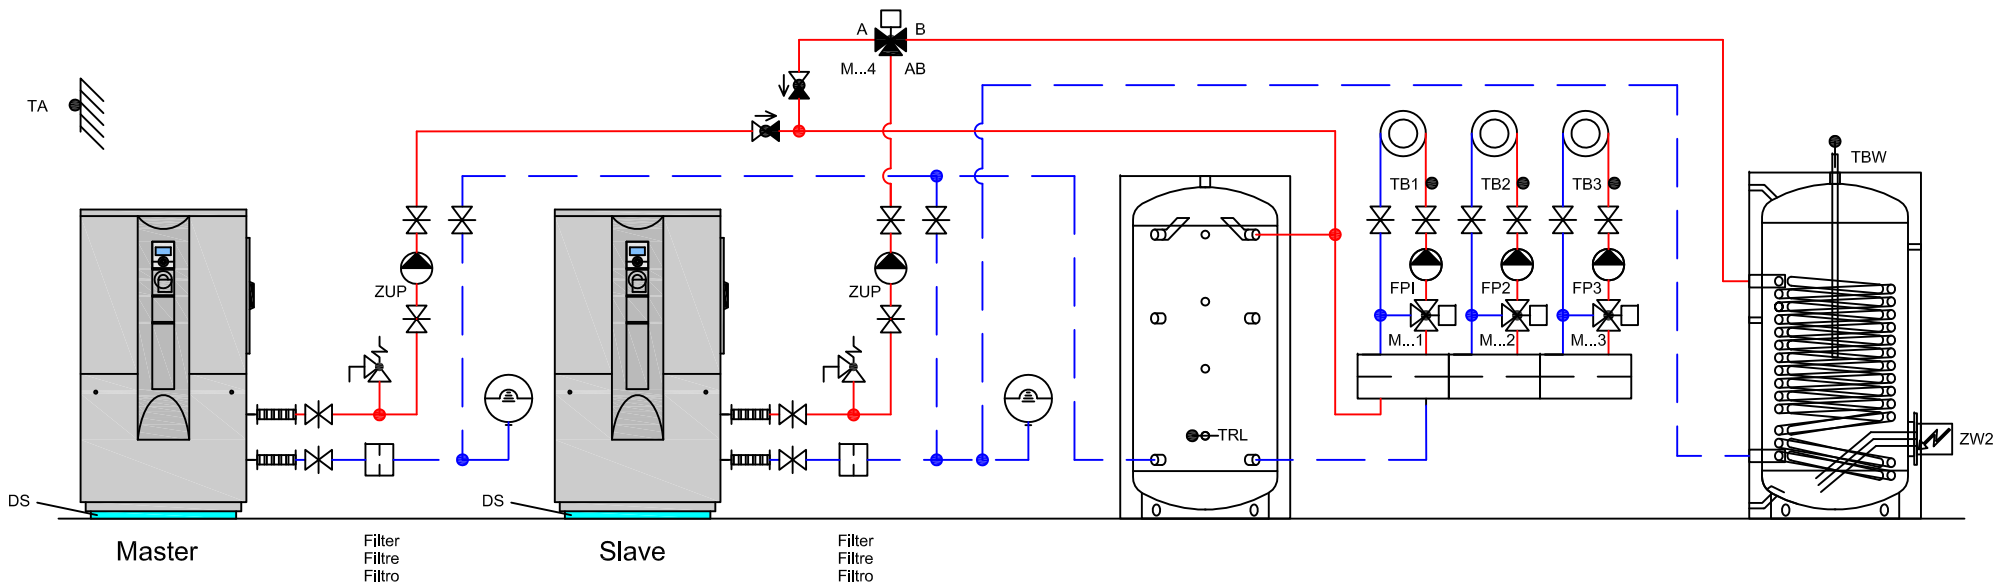 A
B
M...4
AB
TA
TBW
TB1
TB2
TB3
ZUP
ZUP
FPI
FP2
FP3
M...1
M...2
M...3
TRL
ZW2
DS
DS
Master
Slave
Filter
Filtre
Filtro
Filter
Filtre
Filtro